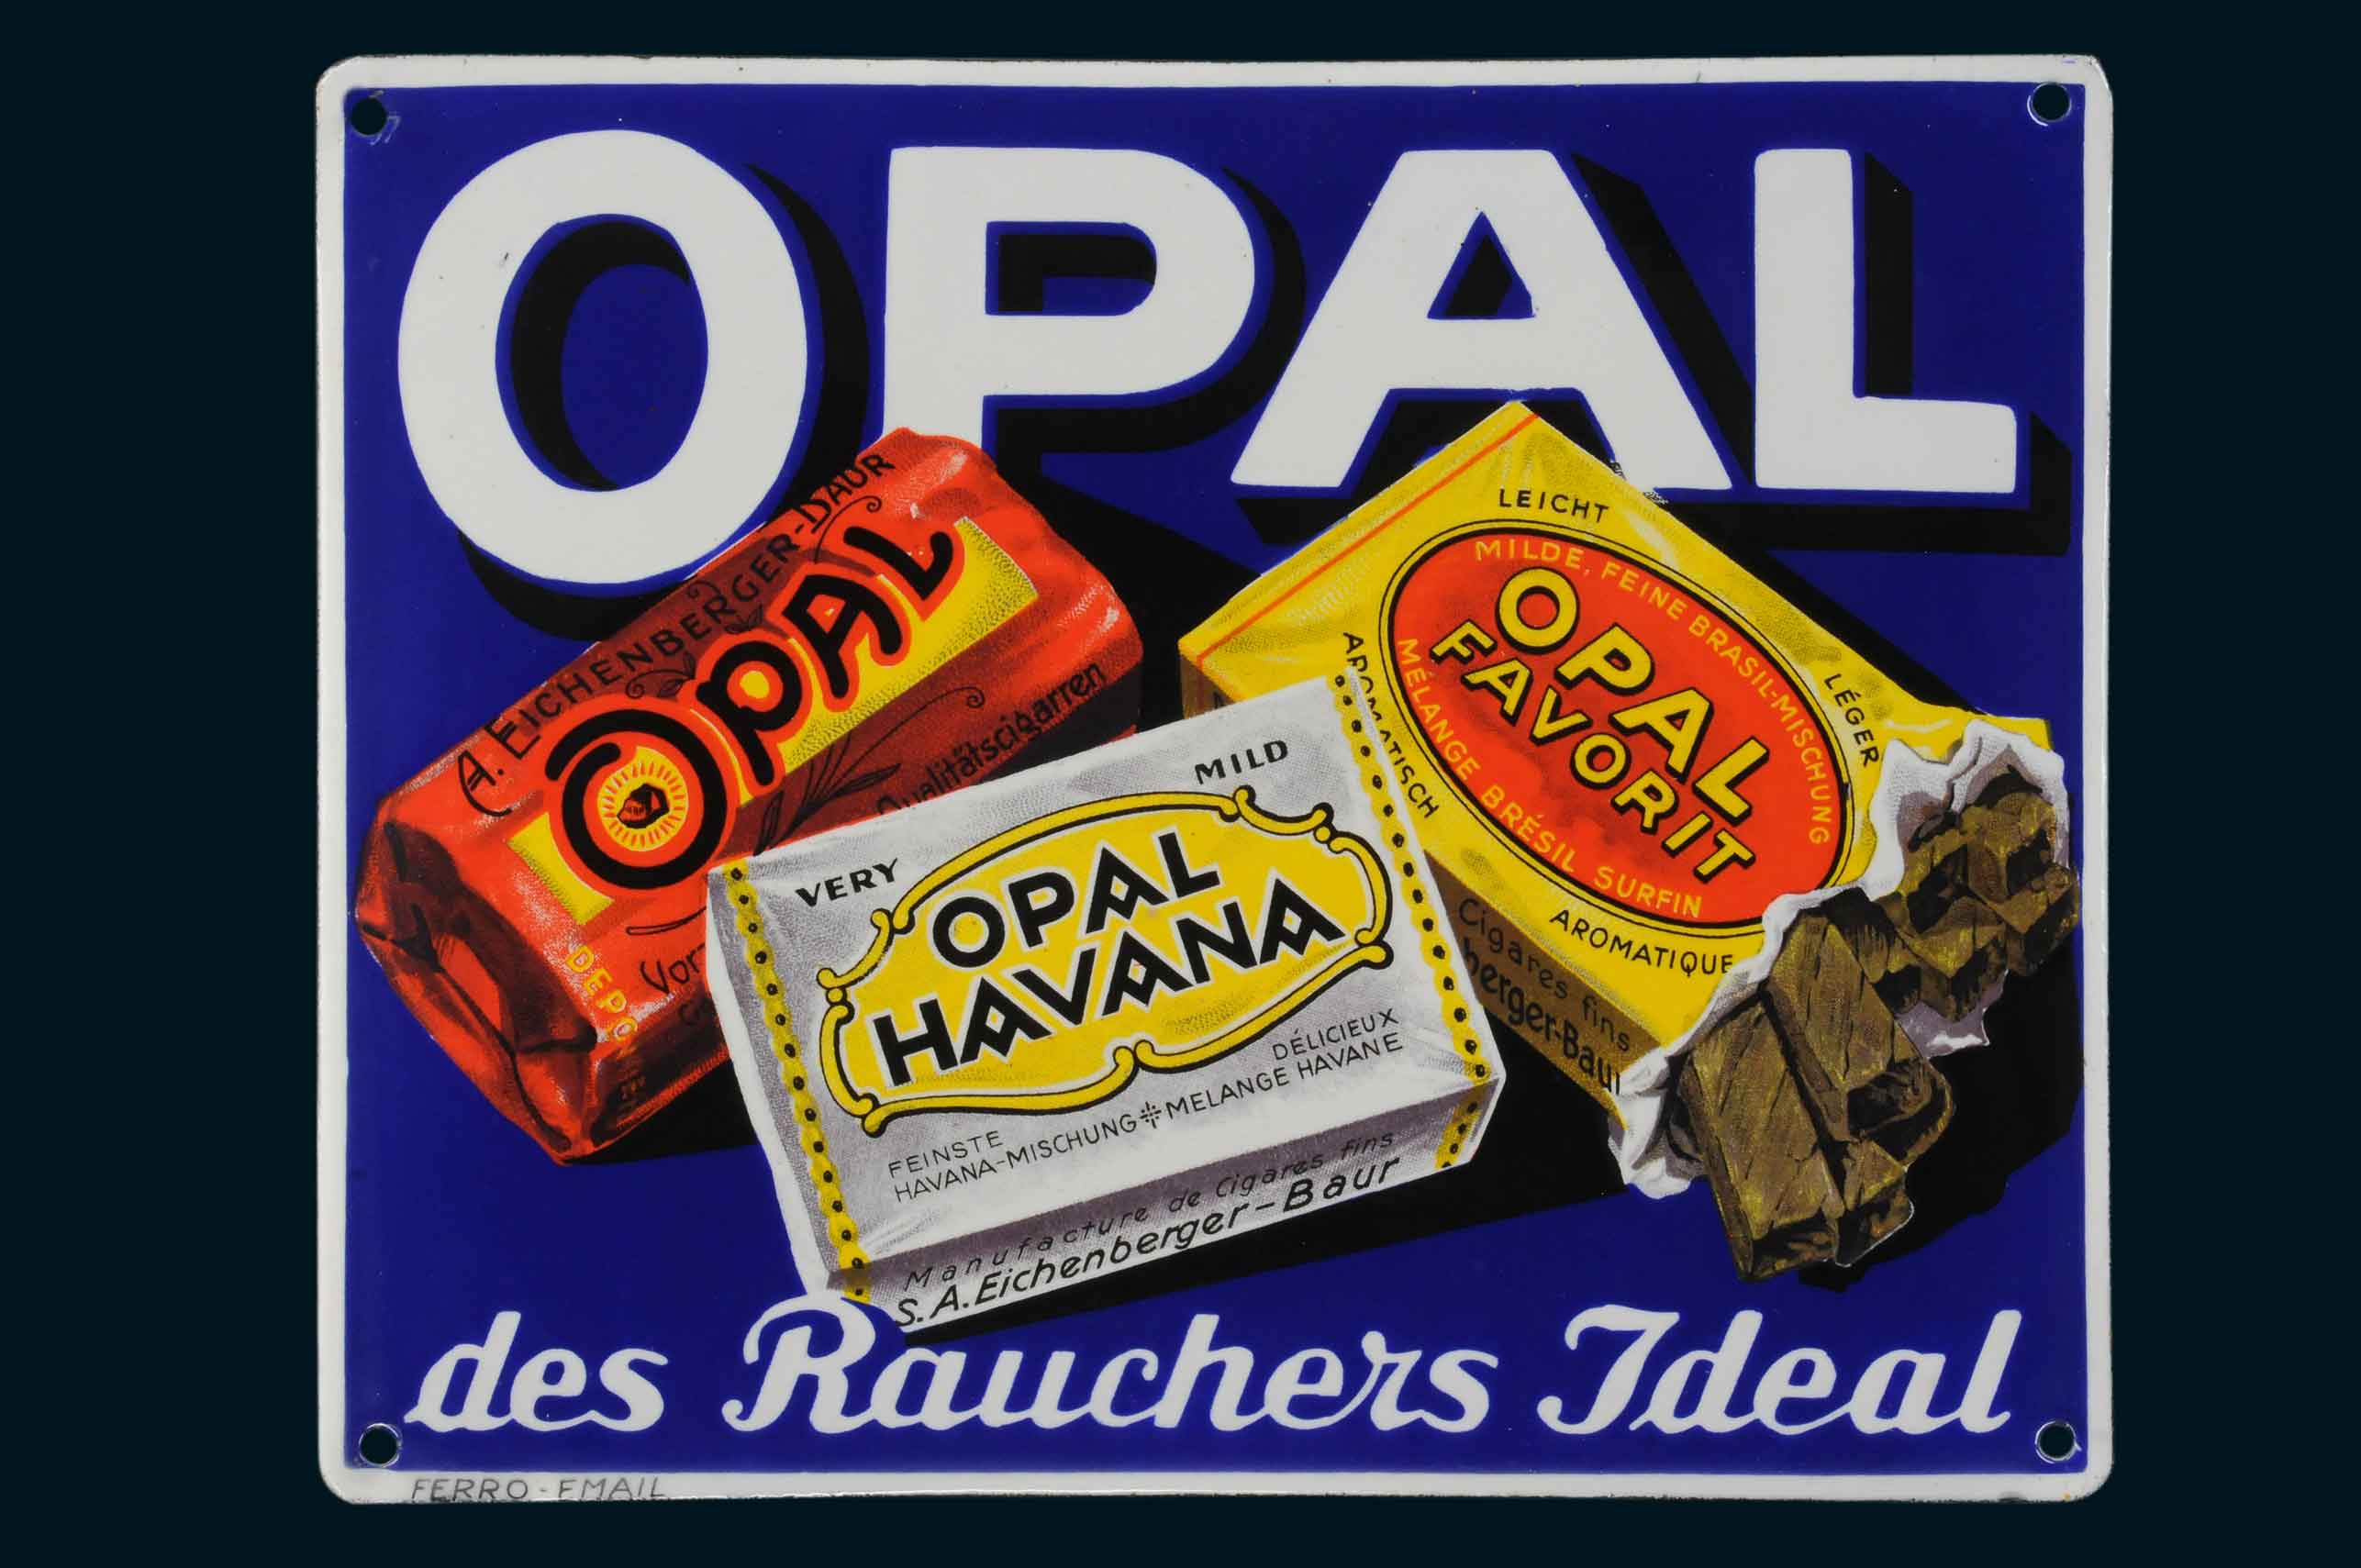 OPAL
A. EICHENBERGER-BAUR
OPAL
Qualitätscigarren
LEICHT
MILDE, FEINE BRASIL-MISCHUNG
OPAL
FAVORIT
MÉLANGE BRÉSIL SURFIN
LÉGER
AROMATISCH
AROMATIQUE
Cigares fins
berger-Baur
VERY MILD
OPAL
HAVANA
DÉLICIEUX
FEINSTE
HAVANA-MISCHUNG MELANGE HAVANE
Manufacture de Cigares fins
S.A. Eichenberger-Baur
des Rauchers Ideal
FERRO-EMAIL